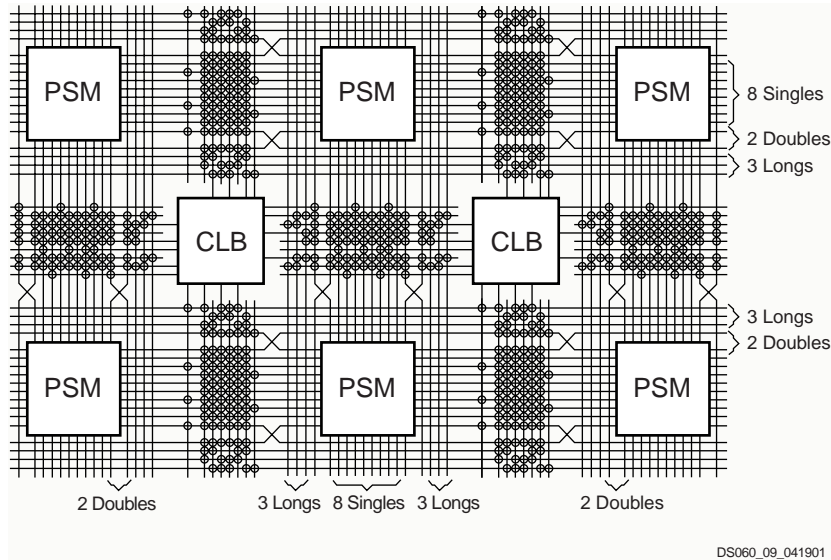 PSM PSM PSM
8 Singles
2 Doubles
3 Longs
CLB CLB
3 Longs
2 Doubles
PSM PSM PSM
2 Doubles 3 Longs 8 Singles 3 Longs 2 Doubles
DS060_09_041901